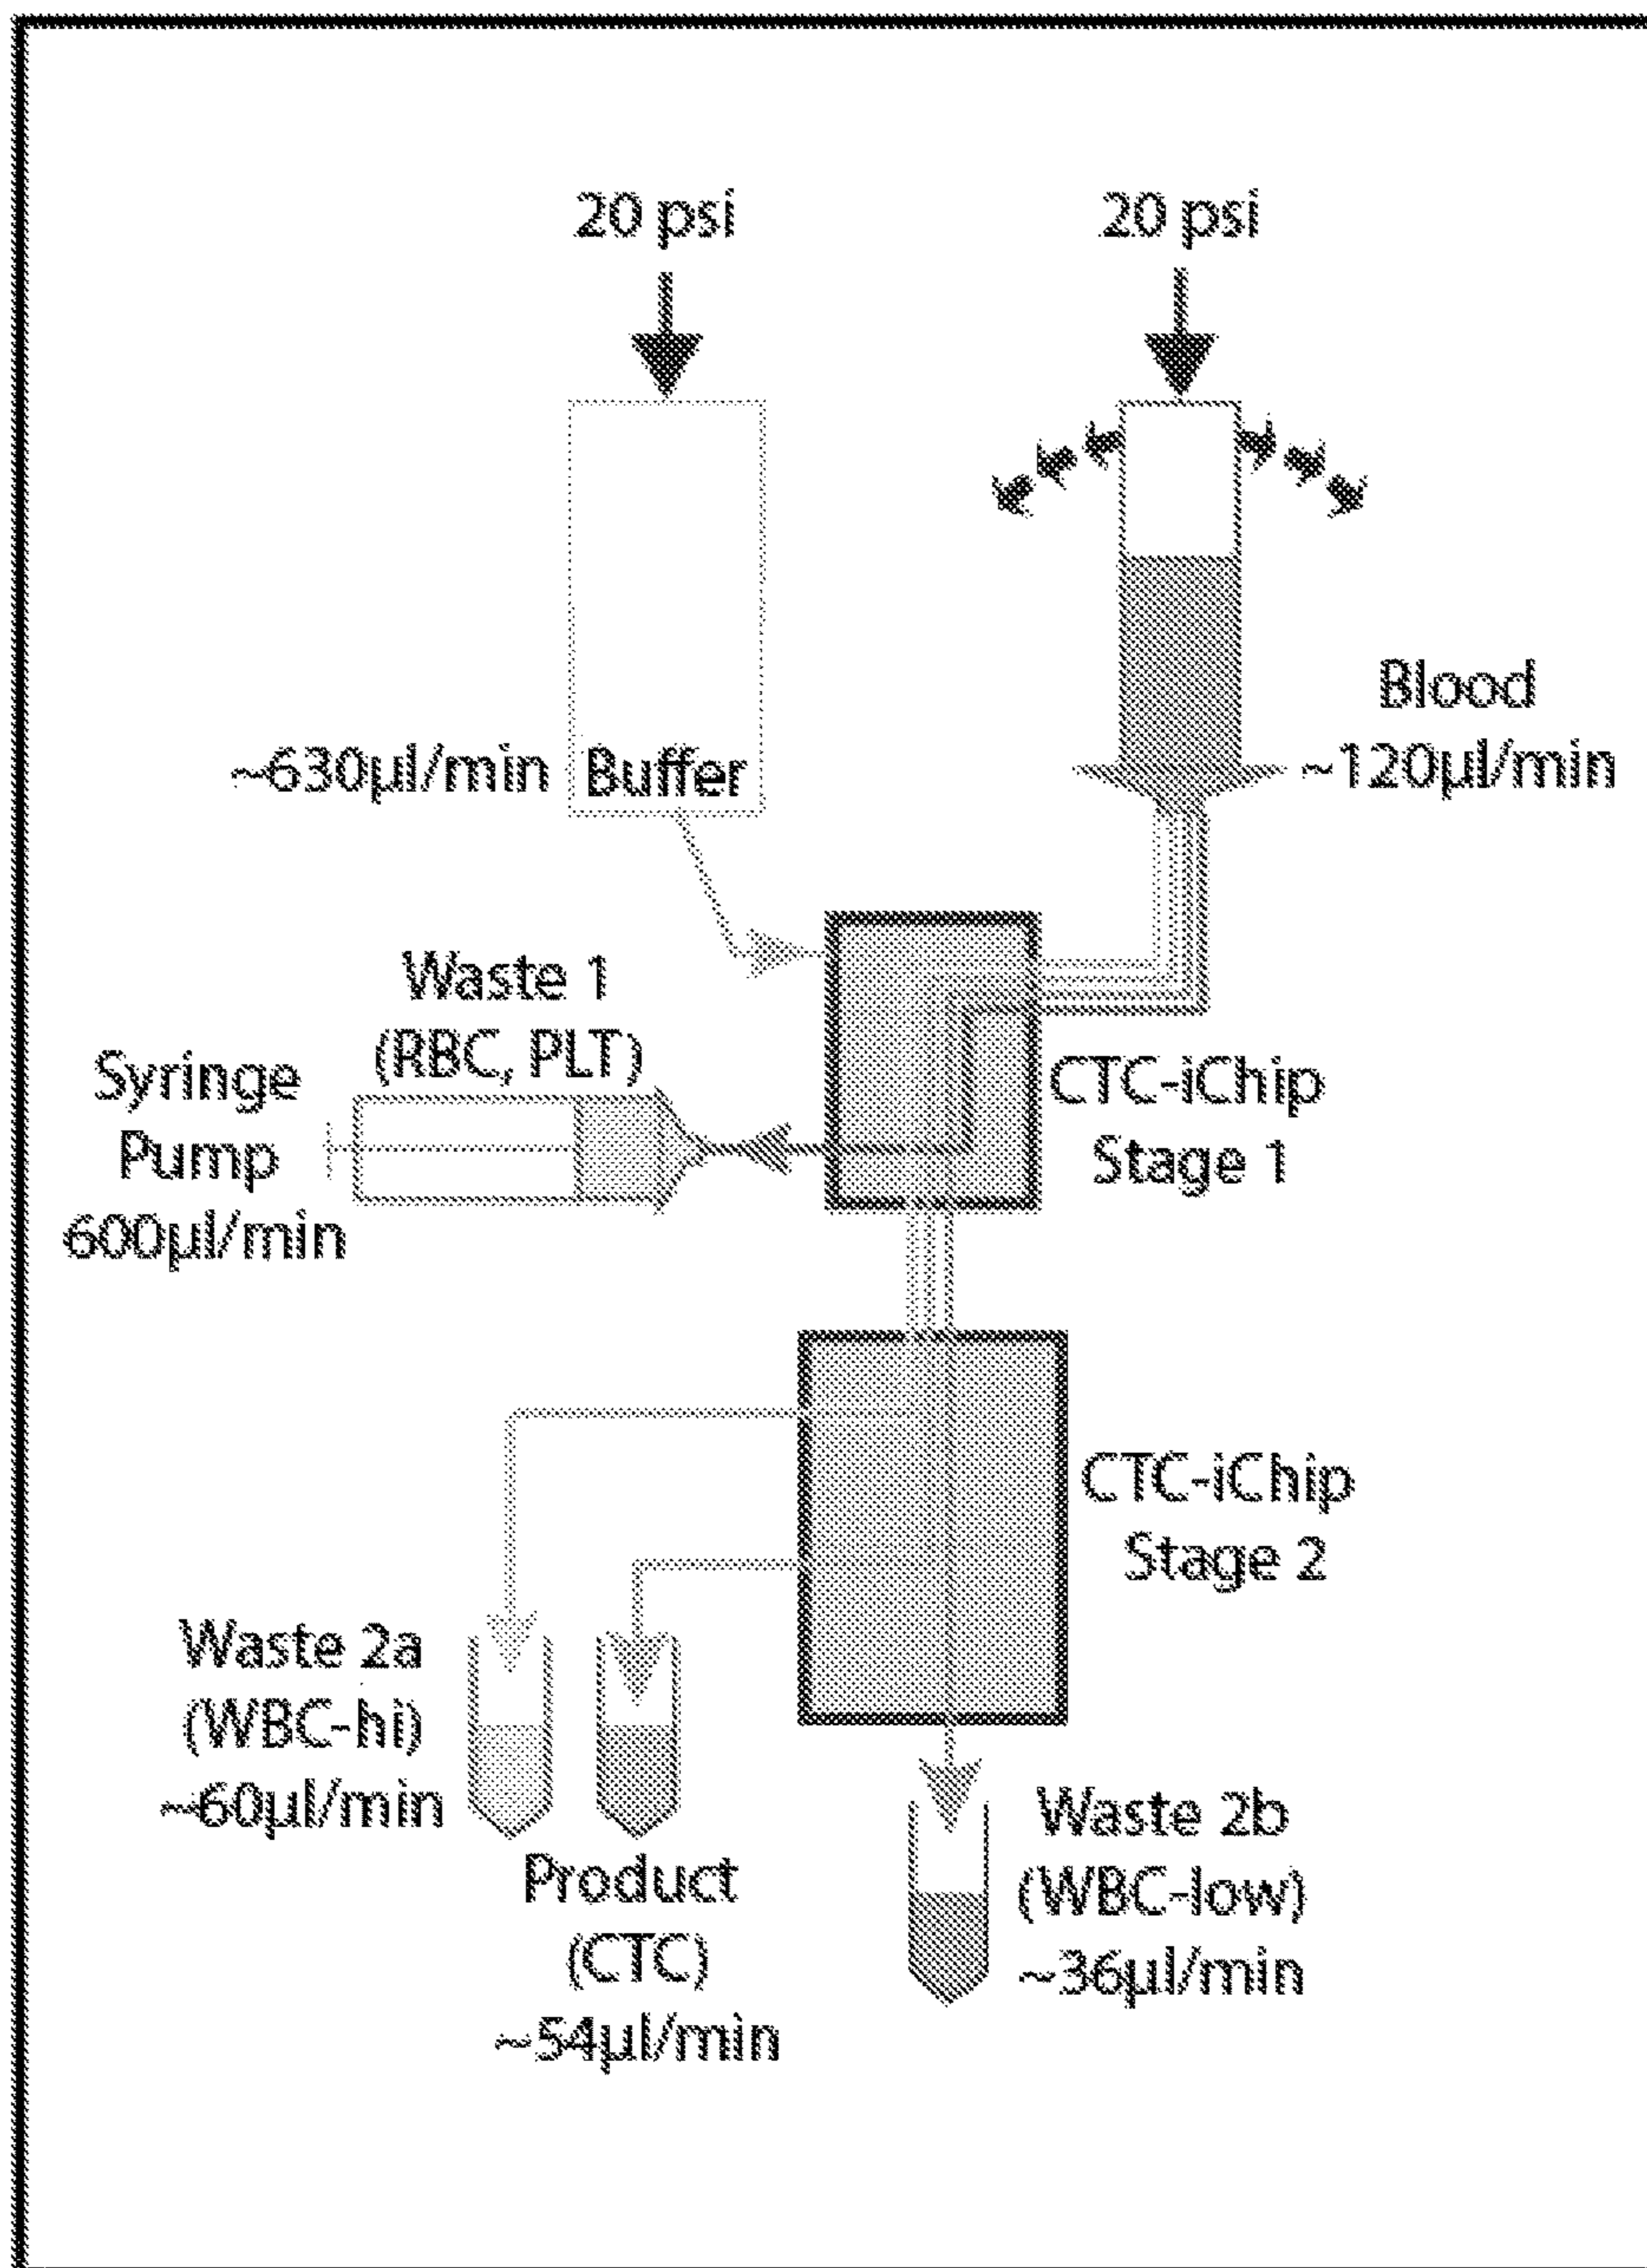 20 psi
20 psi
Blood
~120µl/min
~630µl/min
Buffer
Waste 1
(RBC, PLT)
Syringe
Pump
600µl/min
CTC-iChip
Stage 1
CTC-iChip
Stage 2
Waste 2a
(WBC-hi)
~60µl/min
Product
(CTC)
~54µl/min
Waste 2b
(WBC-low)
~36µl/min